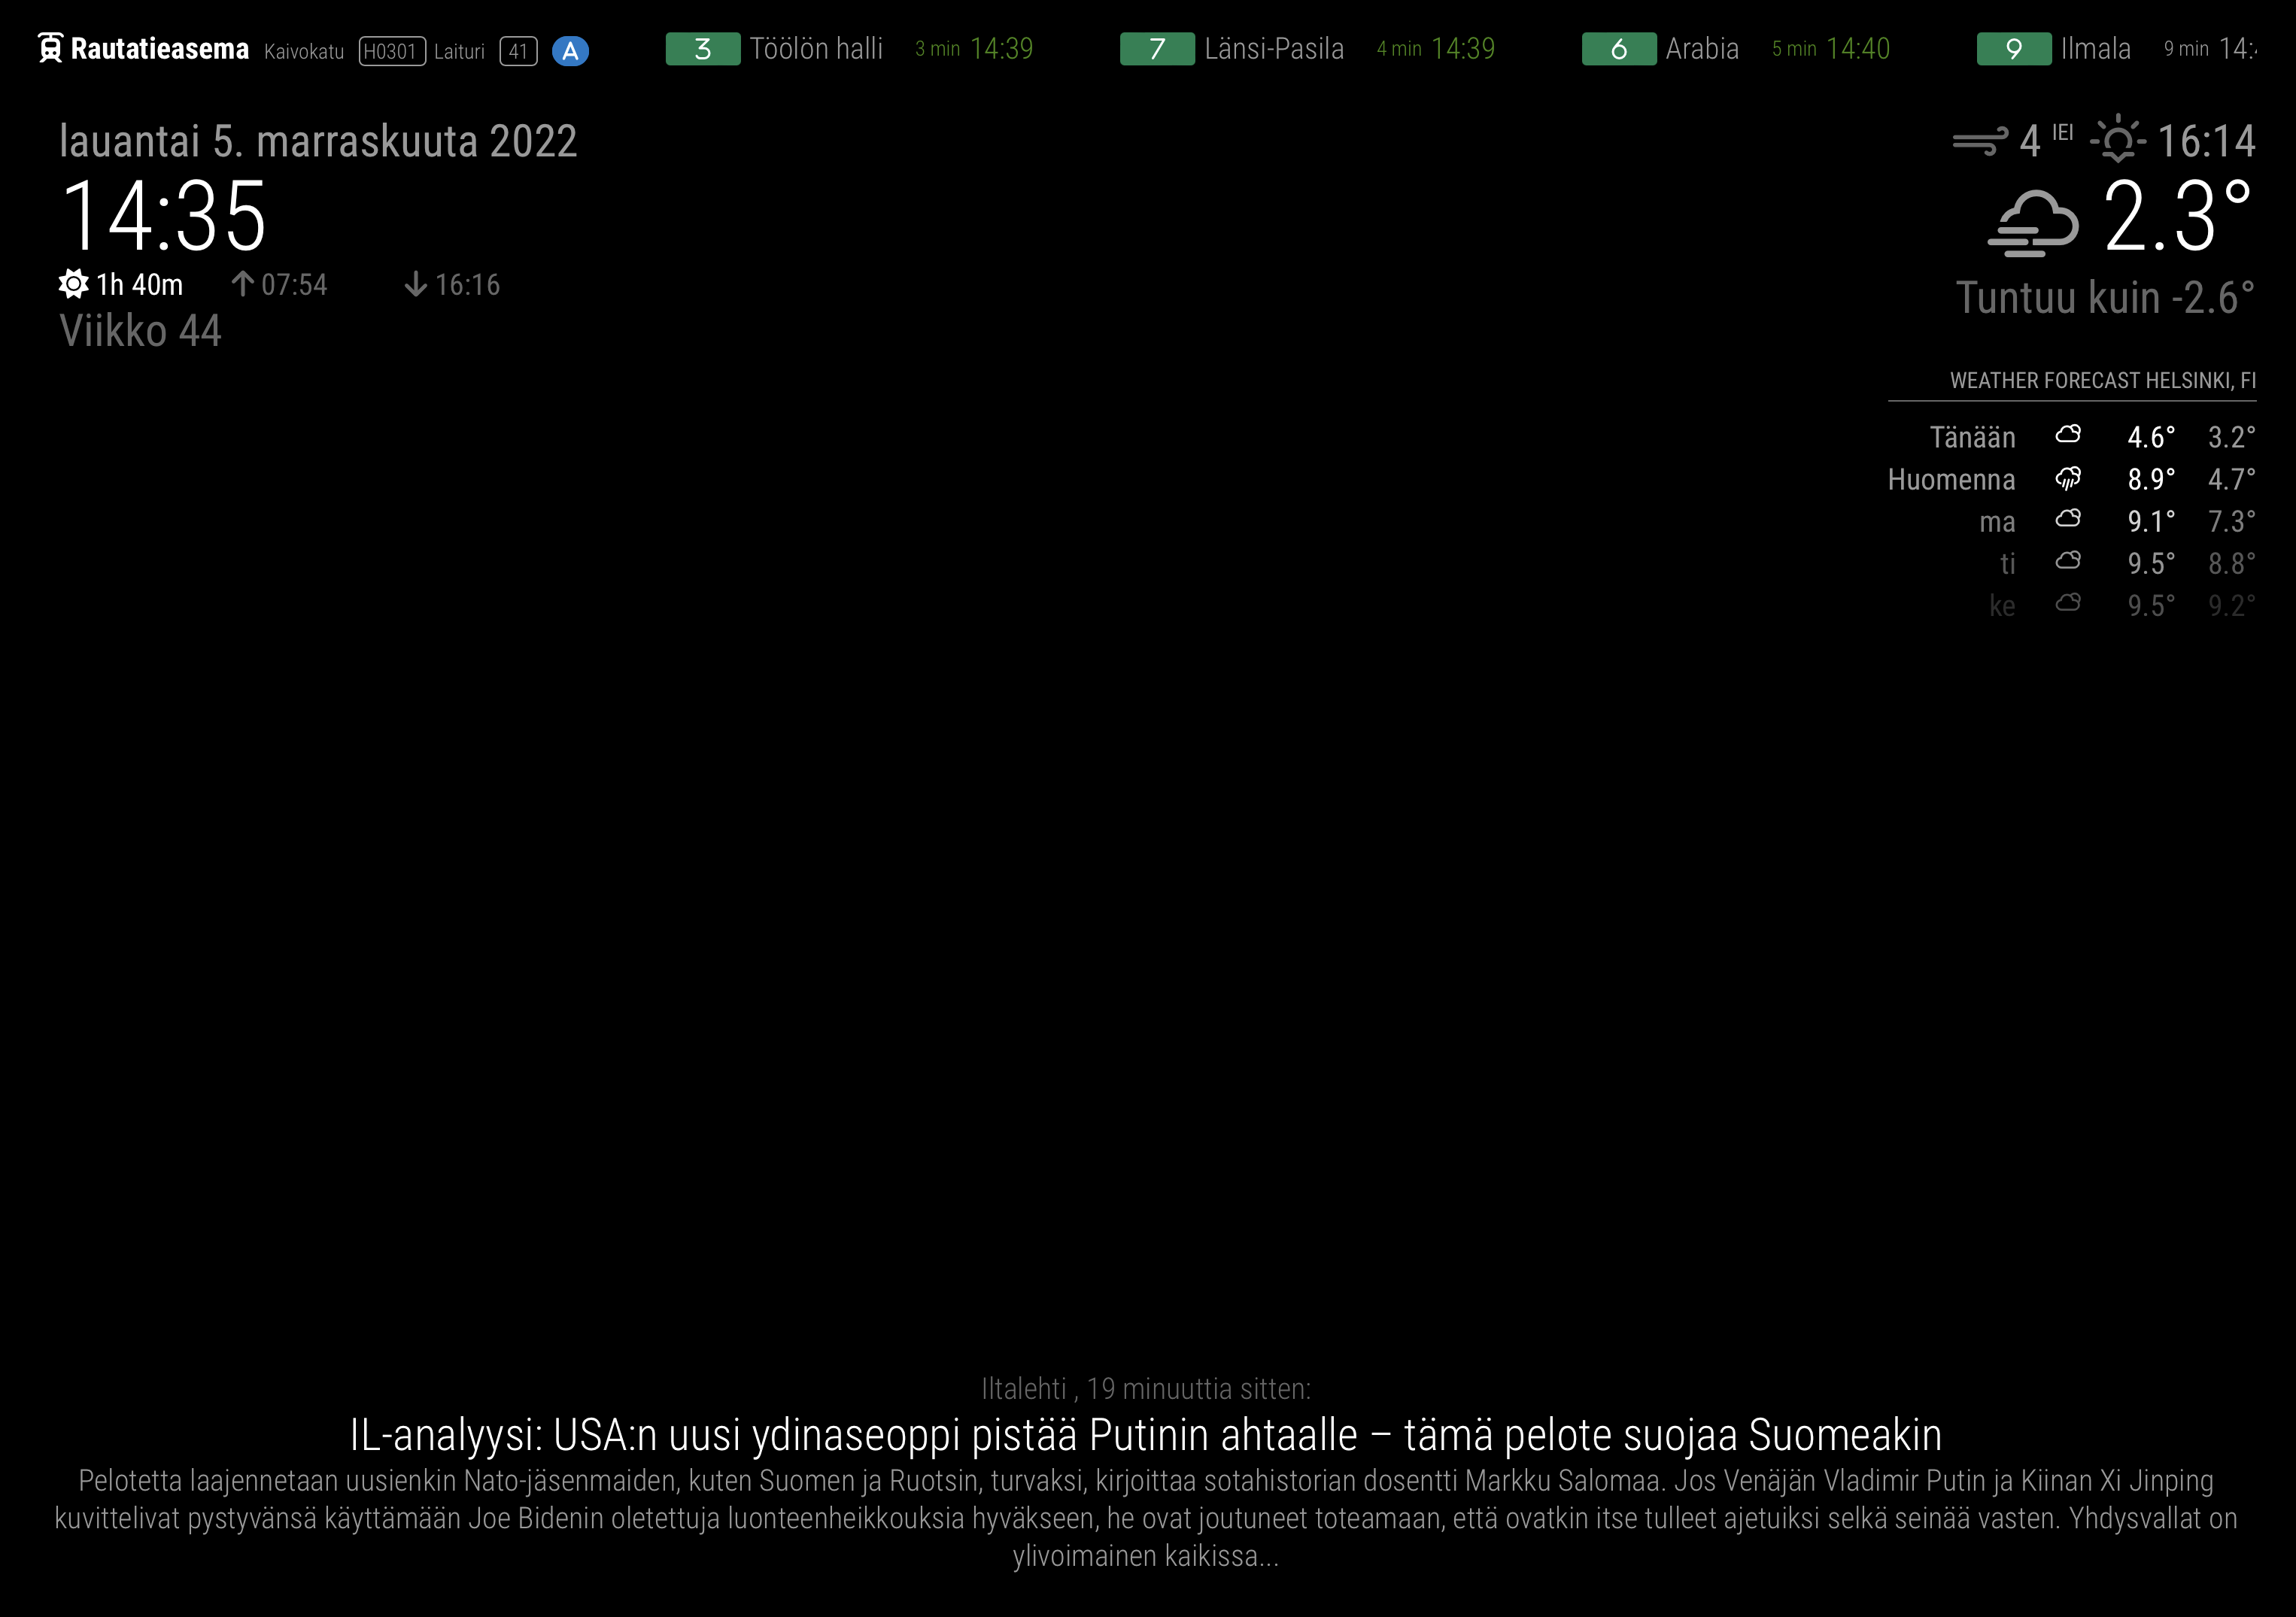 Rautatieasema Kaivokatu H0301 Laituri 41 A 3 Töölön halli 3 min 14:39 7 Länsi-Pasila 4 min 14:39 6 Arabia 5 min 14:40 9 Ilmala 9 min
lauantai 5. marraskuuta 2022
14:35
1h 40m 07:54 16:16
Viikko 44
4 IEI 16:14
2.3°
Tuntuu kuin -2.6°
WEATHER FORECAST HELSINKI, FI
Tänään 4.6° 3.2°
Huomenna 8.9° 4.7°
ma 9.1° 7.3°
ti 9.5° 8.8°
ke 9.5° 9.2°
Iltalehti , 19 minuuttia sitten:
IL-analyysi: USA:n uusi ydinaseoppi pistää Putinin ahtaalle – tämä pelote suojaa Suomeakin
Pelotetta laajennetaan uusienkin Nato-jäsenmaiden, kuten Suomen ja Ruotsin, turvaksi, kirjoittaa sotahistorian dosentti Markku Salomaa. Jos Venäjän Vladimir Putin ja Kiinan Xi Jinping
kuvittelivat pystyvänsä käyttämään Joe Bidenin oletettuja luonteenheikkouksia hyväkseen, he ovat joutuneet toteamaan, että ovatkin itse tulleet ajetuiksi selkä seinää vasten. Yhdysvallat on
ylivoimainen kaikissa...